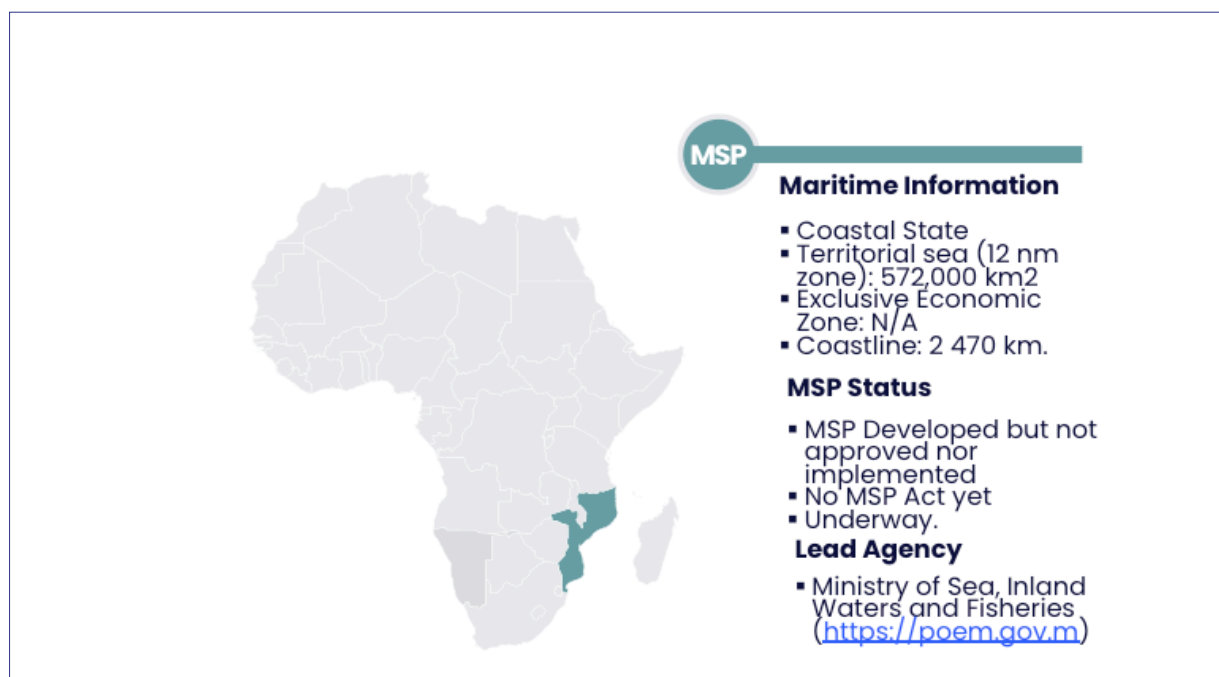 MSP
Maritime Information
▪ Coastal State
▪ Territorial sea (12 nm
zone): 572,000 km2
▪ Exclusive Economic
Zone: N/A
▪ Coastline: 2 470 km.
MSP Status
▪ MSP Developed but not
approved nor
implemented
▪ No MSP Act yet
▪ Underway.
Lead Agency
▪ Ministry of Sea, Inland
Waters and Fisheries
(https://poem.gov.m)